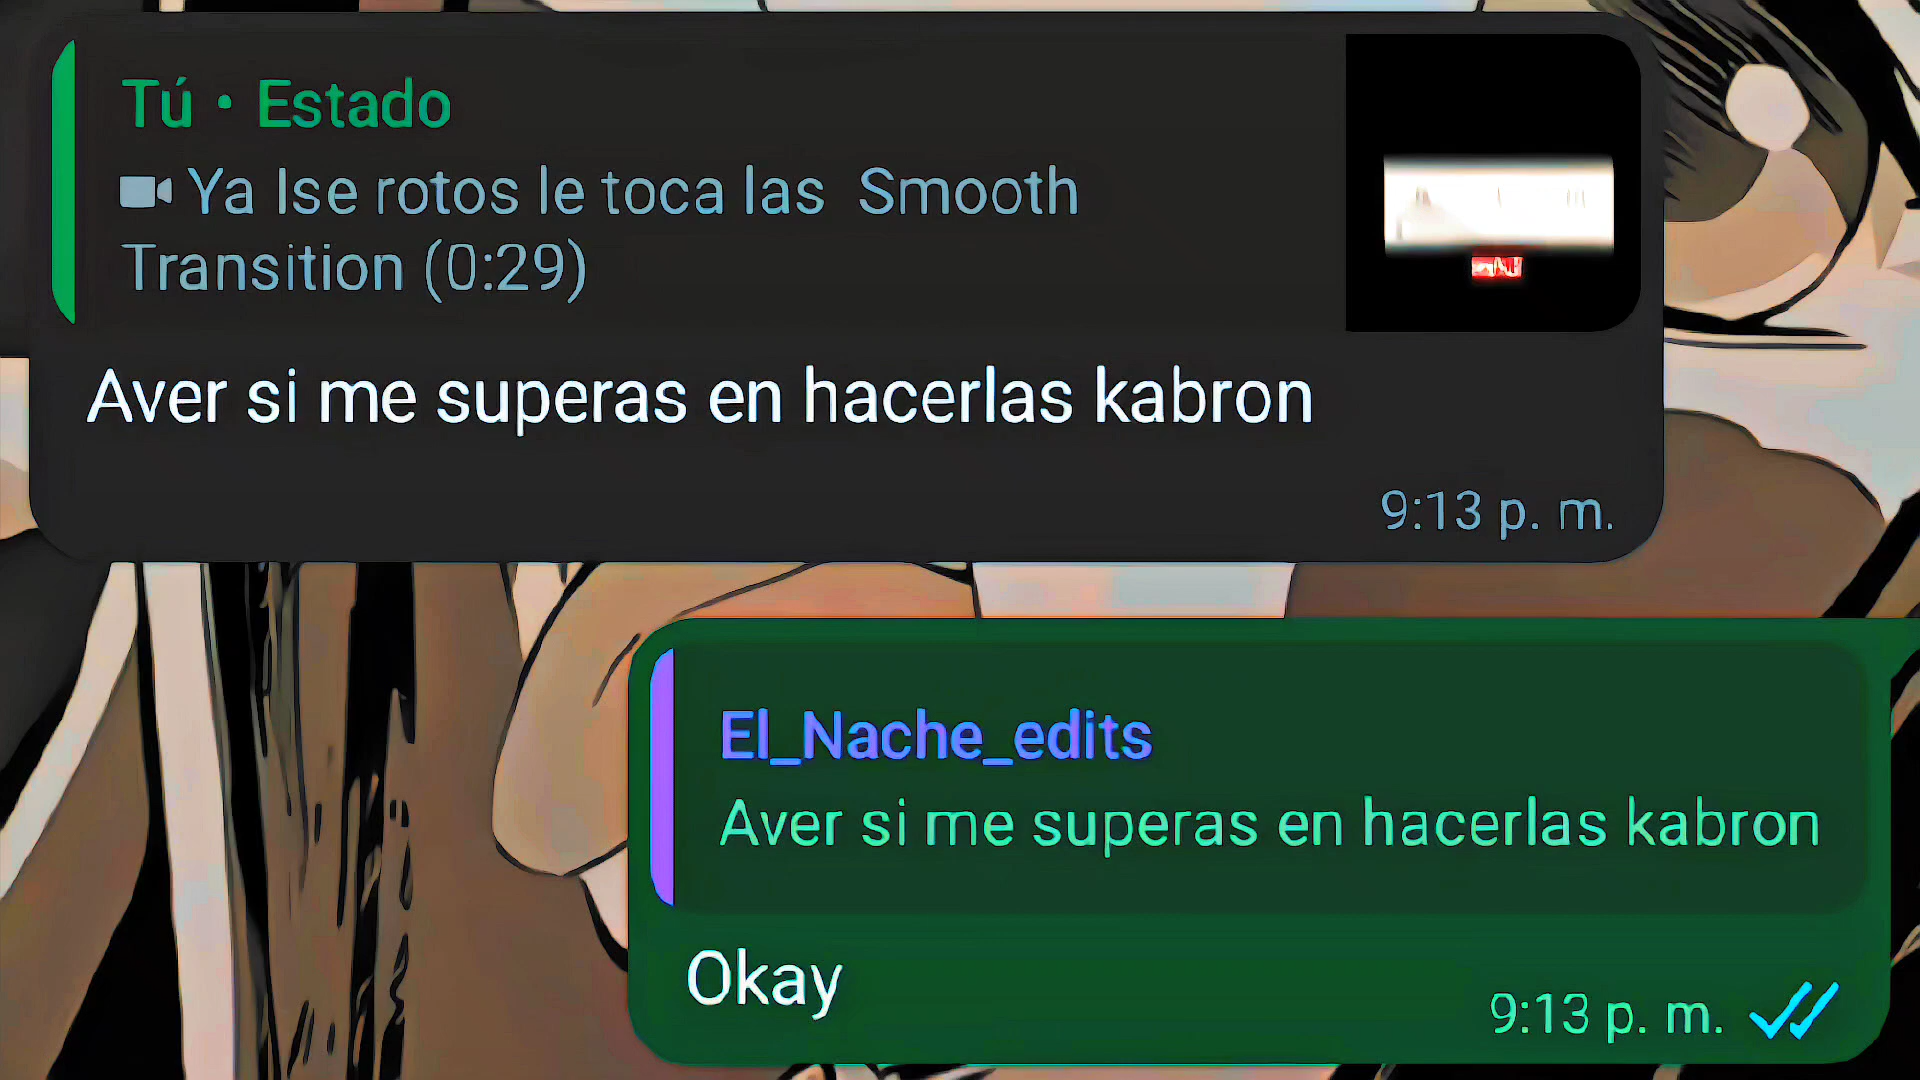 Tú • Estado
Ya lse rotos le toca las Smooth
Transition (0:29)
Aver si me superas en hacerlas kabron
9:13 p. m.
El_Nache_edits
Aver si me superas en hacerlas kabron
Okay
9:13 p. m.